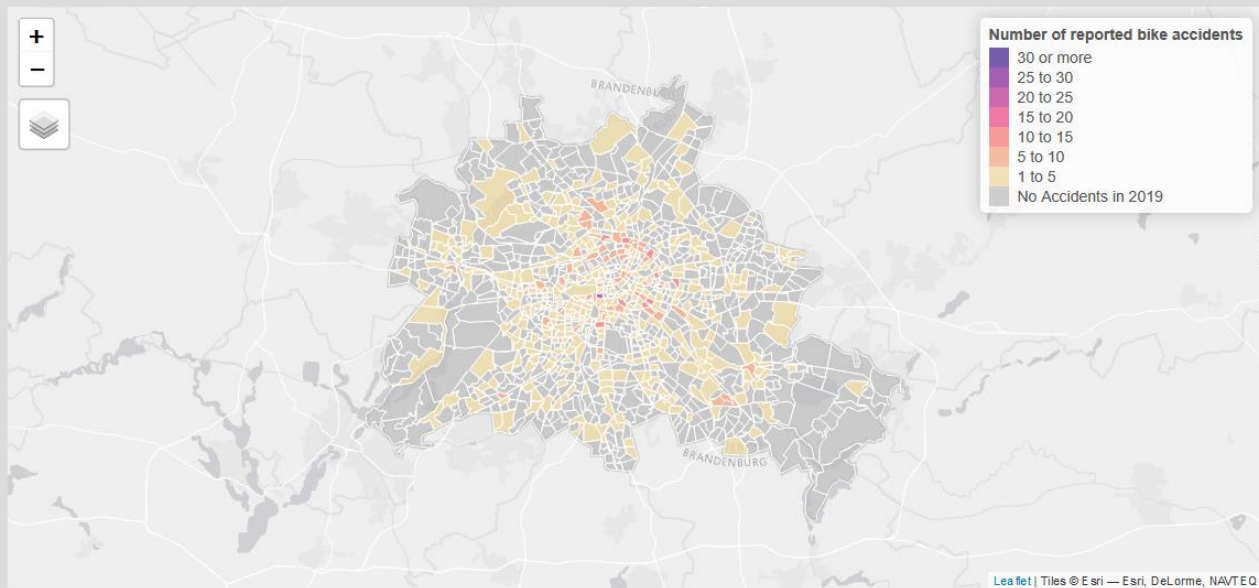 +
−
BRANDENBURG
Number of reported bike accidents
30 or more
25 to 30
20 to 25
15 to 20
10 to 15
5 to 10
1 to 5
No Accidents in 2019
BRANDENBURG
Leaflet | Tiles © Esri — Esri, DeLorme, NAVTEQ